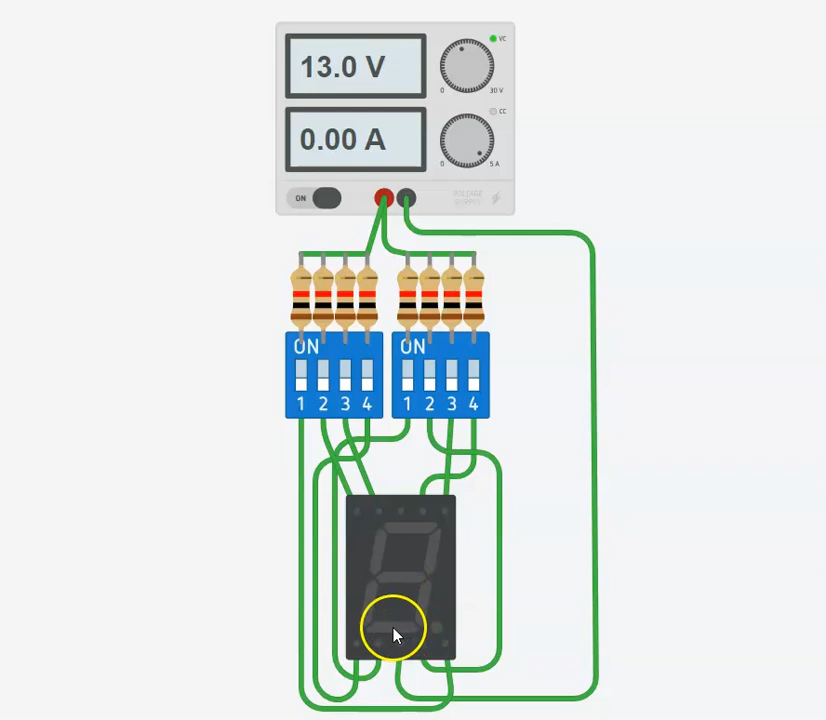 13.0 V
VC
0 30 V
0.00 A
CC
0 5 A
ON
ON ON
1 2 3 4 1 2 3 4